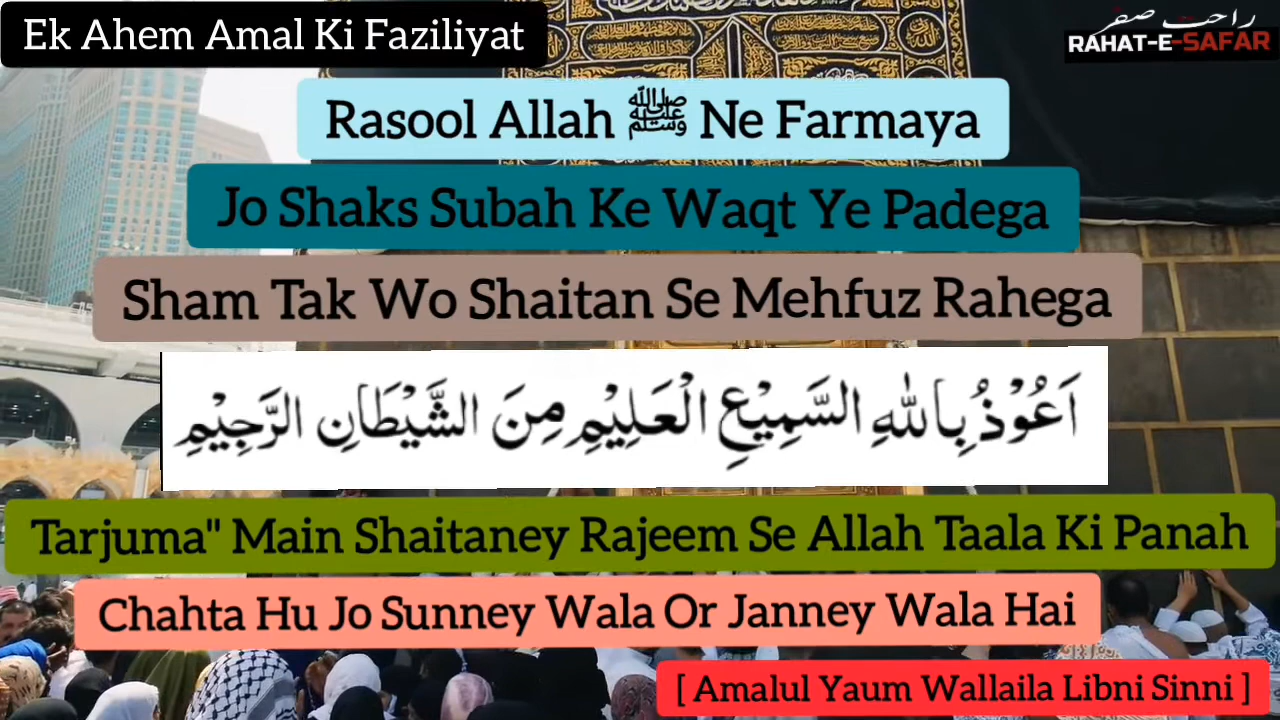 Ek Ahem Amal Ki Faziliyat
راحت صفر
RAHAT-E-SAFAR
Rasool Allah ﷺ Ne Farmaya
Jo Shaks Subah Ke Waqt Ye Padega
Sham Tak Wo Shaitan Se Mehfuz Rahega
اَعُوْذُ بِاللّٰهِ السَّمِيْعِ الْعَلِيْمِ مِنَ الشَّيْطَانِ الرَّجِيْمِ
Tarjuma" Main Shaitaney Rajeem Se Allah Taala Ki Panah
Chahta Hu Jo Sunney Wala Or Janney Wala Hai
[ Amalul Yaum Wallaila Libni Sinni ]